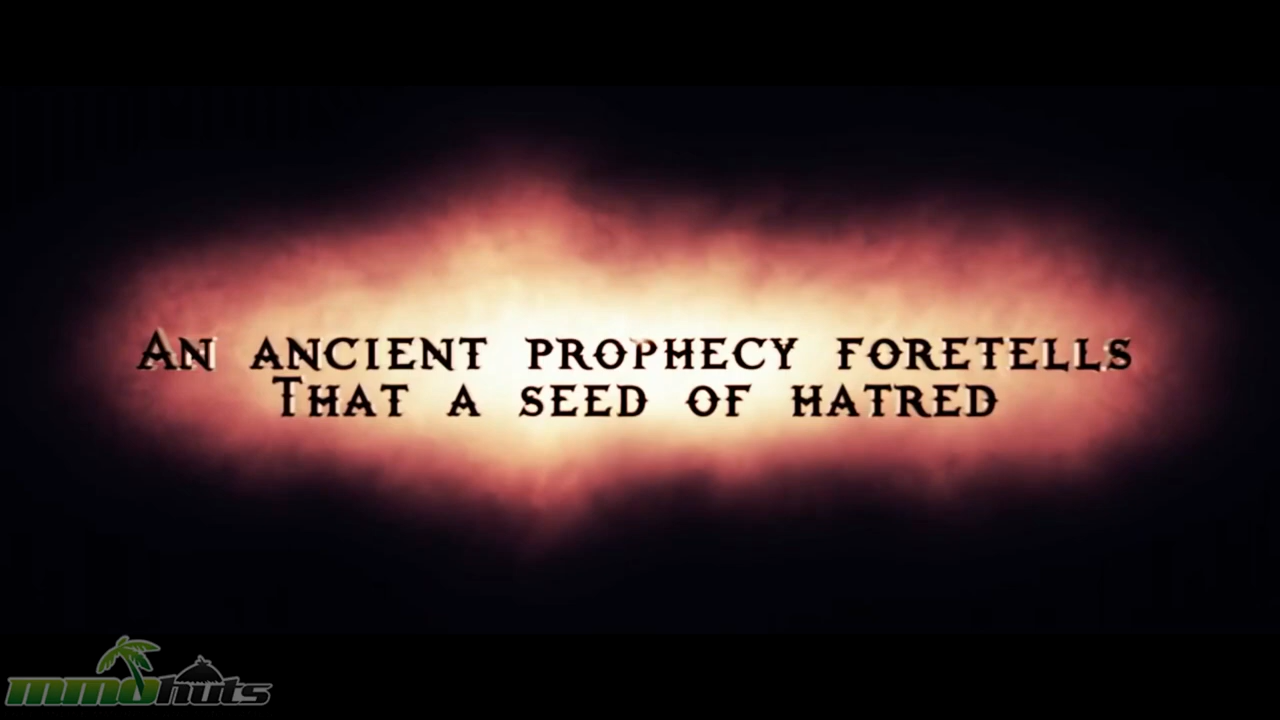 An ancient prophecy foretells
That a seed of hatred
mmohuts